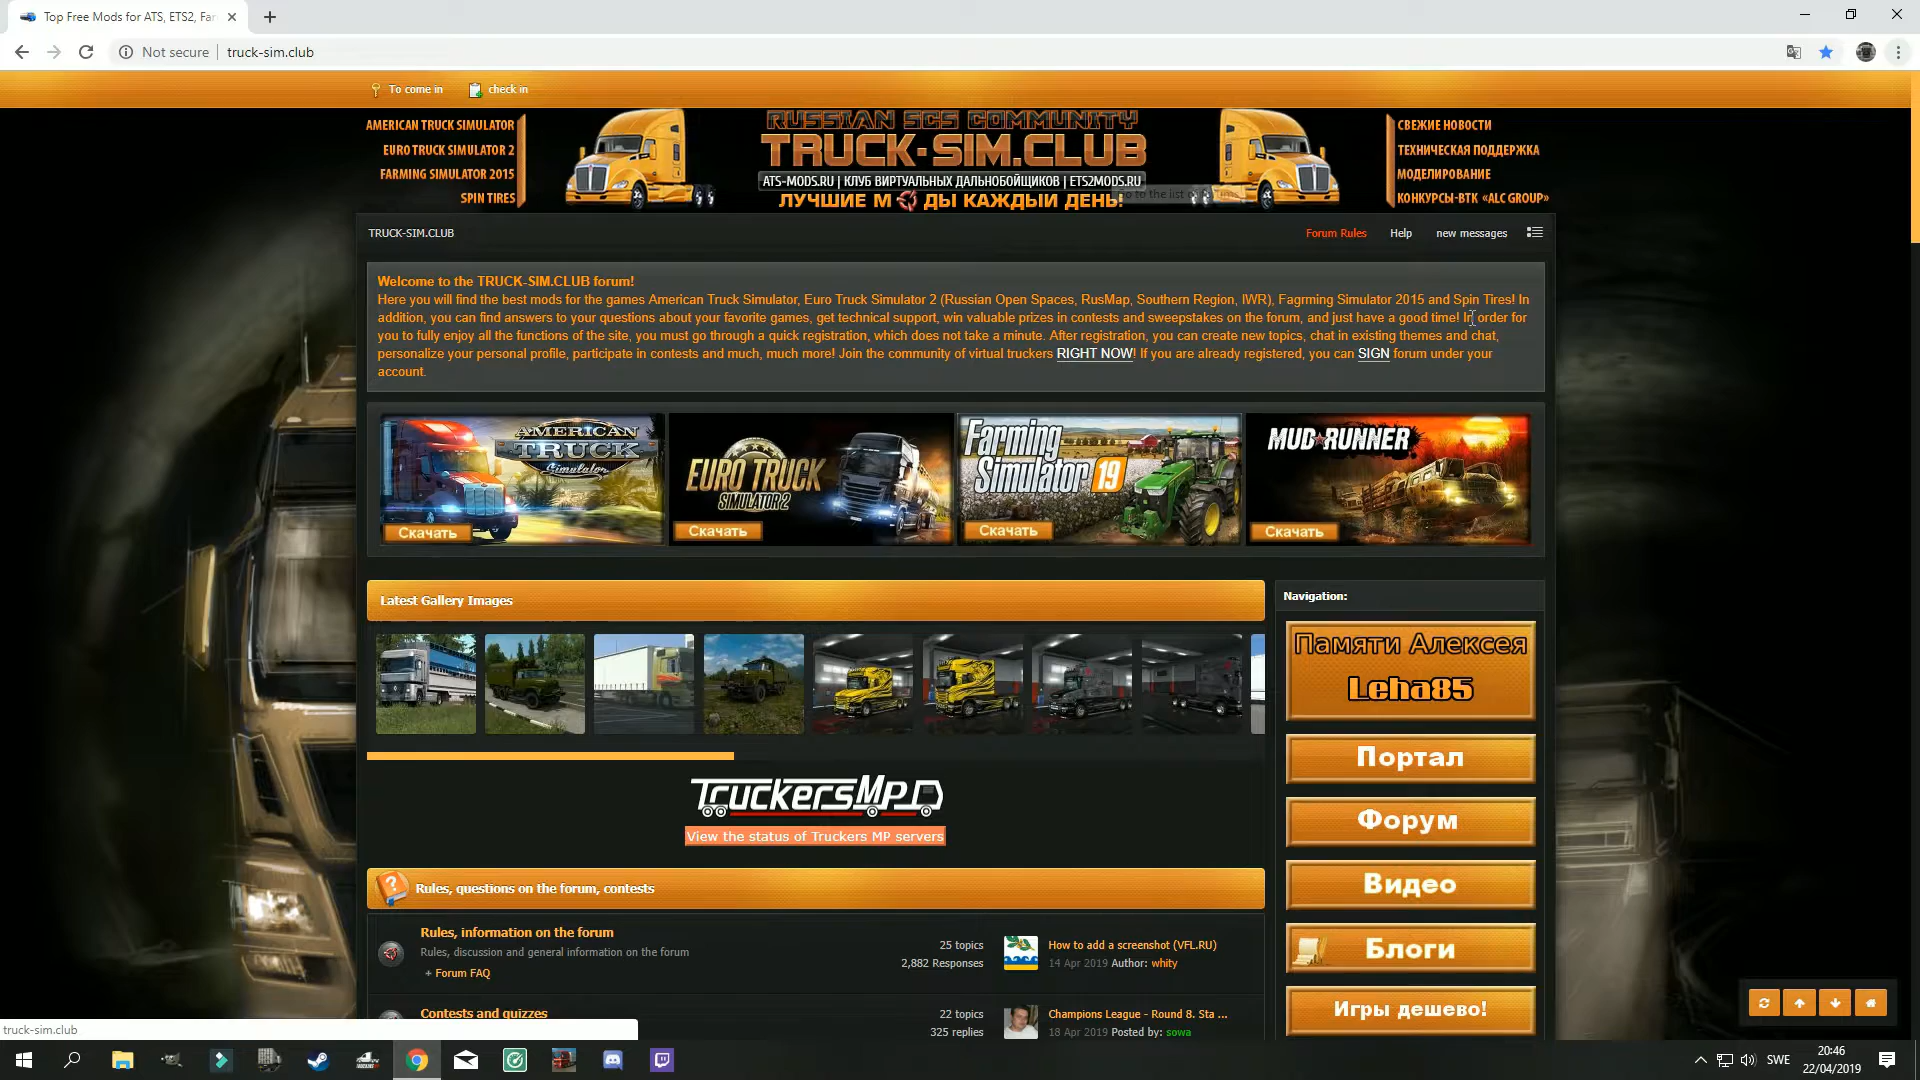 Top Free Mods for ATS, ETS2, Far
Not secure
truck-sim.club
To come in
check in
AMERICAN TRUCK SIMULATOR
EURO TRUCK SIMULATOR 2
FARMING SIMULATOR 2015
SPIN TIRES
RUSSIAN SCS COMMUNITY
TRUCK-SIM.CLUB
ATS-MODS.RU | КЛУБ ВИРТУАЛЬНЫХ ДАЛЬНОБОЙЩИКОВ | ETS2MODS.RU
ЛУЧШИЕ МОДЫ КАЖДЫЙ ДЕНЬ!
СВЕЖИЕ НОВОСТИ
ТЕХНИЧЕСКАЯ ПОДДЕРЖКА
МОДЕЛИРОВАНИЕ
КОНКУРСЫ-ВТК «ALC GROUP»
TRUCK-SIM.CLUB
Forum Rules
Help
new messages
Welcome to the TRUCK-SIM.CLUB forum!
Here you will find the best mods for the games American Truck Simulator, Euro Truck Simulator 2 (Russian Open Spaces, RusMap, Southern Region, IWR), Fagrming Simulator 2015 and Spin Tires! In
addition, you can find answers to your questions about your favorite games, get technical support, win valuable prizes in contests and sweepstakes on the forum, and just have a good time! In order for
you to fully enjoy all the functions of the site, you must go through a quick registration, which does not take a minute. After registration, you can create new topics, chat in existing themes and chat,
personalize your personal profile, participate in contests and much, much more! Join the community of virtual truckers RIGHT NOW! If you are already registered, you can SIGN forum under your
account.
AMERICAN TRUCK Simulator
Скачать
EURO TRUCK SIMULATOR 2
Скачать
Farming Simulator 19
Скачать
MUDRUNNER
Скачать
Latest Gallery Images
TruckersMP
View the status of Truckers MP servers
Navigation:
Памяти Алексея
Leha85
Портал
Форум
Видео
Блоги
Игры дешево!
Rules, questions on the forum, contests
Rules, information on the forum
Rules, discussion and general information on the forum
+ Forum FAQ
25 topics
2,882 Responses
How to add a screenshot (VFL.RU)
14 Apr 2019 Author: whity
Contests and quizzes
22 topics
325 replies
Champions League - Round 8. Sta ...
18 Apr 2019 Posted by: sowa
truck-sim.club
SWE
20:46
22/04/2019